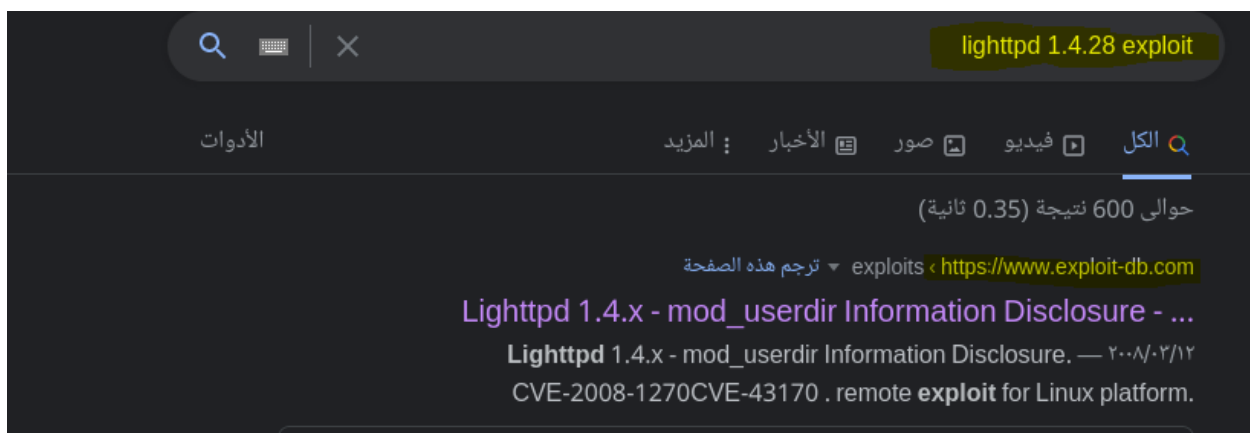 lighttpd 1.4.28 exploit
الكل فيديو صور الأخبار المزيد الأدوات
حوالى 600 نتيجة (0.35 ثانية)
https://www.exploit-db.com › exploits ترجم هذه الصفحة
Lighttpd 1.4.x - mod_userdir Information Disclosure - ...
٢٠٠٨/٠٣/١٢ — Lighttpd 1.4.x - mod_userdir Information Disclosure.
CVE-2008-1270CVE-43170 . remote exploit for Linux platform.